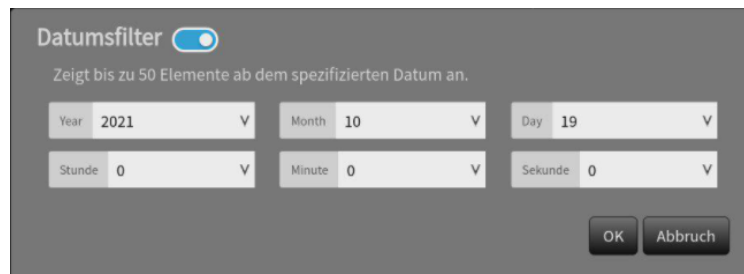 Datumsfilter
Zeigt bis zu 50 Elemente ab dem spezifizierten Datum an.
Year 2021 Month 10 Day 19
Stunde 0 Minute 0 Sekunde 0
OK Abbruch